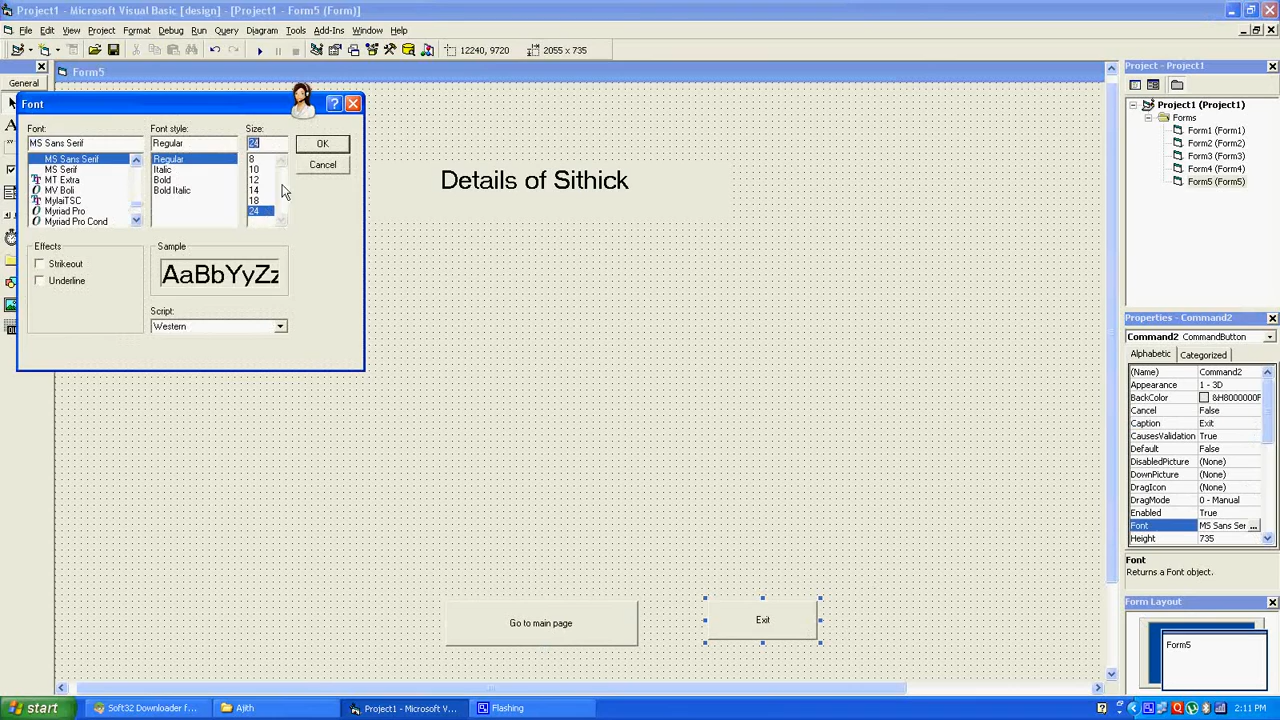 Project1 - Microsoft Visual Basic [design] - [Project1 - Form5 (Form)]
File Edit View Project Format Run Query Diagram Tools Add-Ins Window Help
Debug
12240, 9720
2055 x 735
General
Form5
Font
Font:
Font style:
Size:
MS Sans Serif
Regular
24
OK
Cancel
MS Sans Serif
MS Serif
MT Extra
MV Boli
MylaiTSC
Myriad Pro
Myriad Pro Cond
Regular
Italic
Bold
Bold Italic
8
10
12
14
18
24
Effects
Strikeout
Underline
Sample
AaBbYyZz
Script:
Western
Details of Sithick
Go to main page
Exit
Project - Project1
Project1 (Project1)
Forms
Form1 (Form1)
Form2 (Form2)
Form3 (Form3)
Form4 (Form4)
Form5 (Form5)
Properties - Command2
Command2 CommandButton
Alphabetic Categorized
(Name) Command2
Appearance 1 - 3D
BackColor &H8000000F
Cancel False
Caption Exit
CausesValidation True
Default False
DisabledPicture (None)
DownPicture (None)
DragIcon (None)
DragMode 0 - Manual
Enabled True
Font MS Sans Ser ...
Height 735
Font
Returns a Font object.
Form Layout
Form5
start
Soft32 Downloader f...
Ajith
Project1 - Microsoft V...
Flashing
2:11 PM